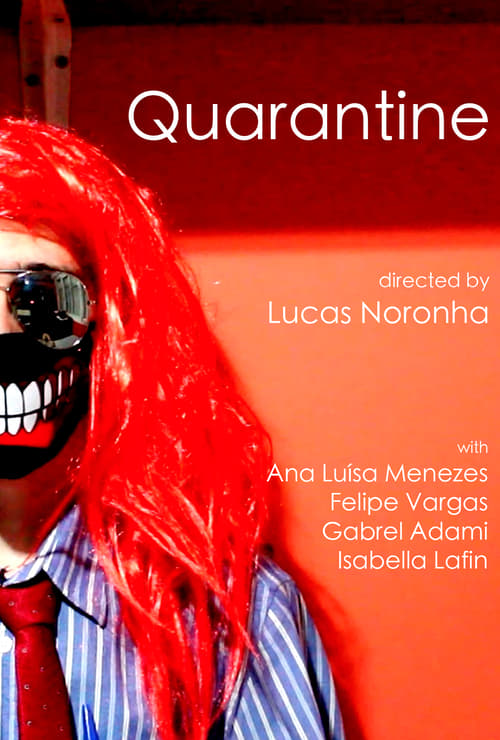 Quarantine
directed by
Lucas Noronha
with
Ana Luísa Menezes
Felipe Vargas
Gabrel Adami
Isabella Lafin